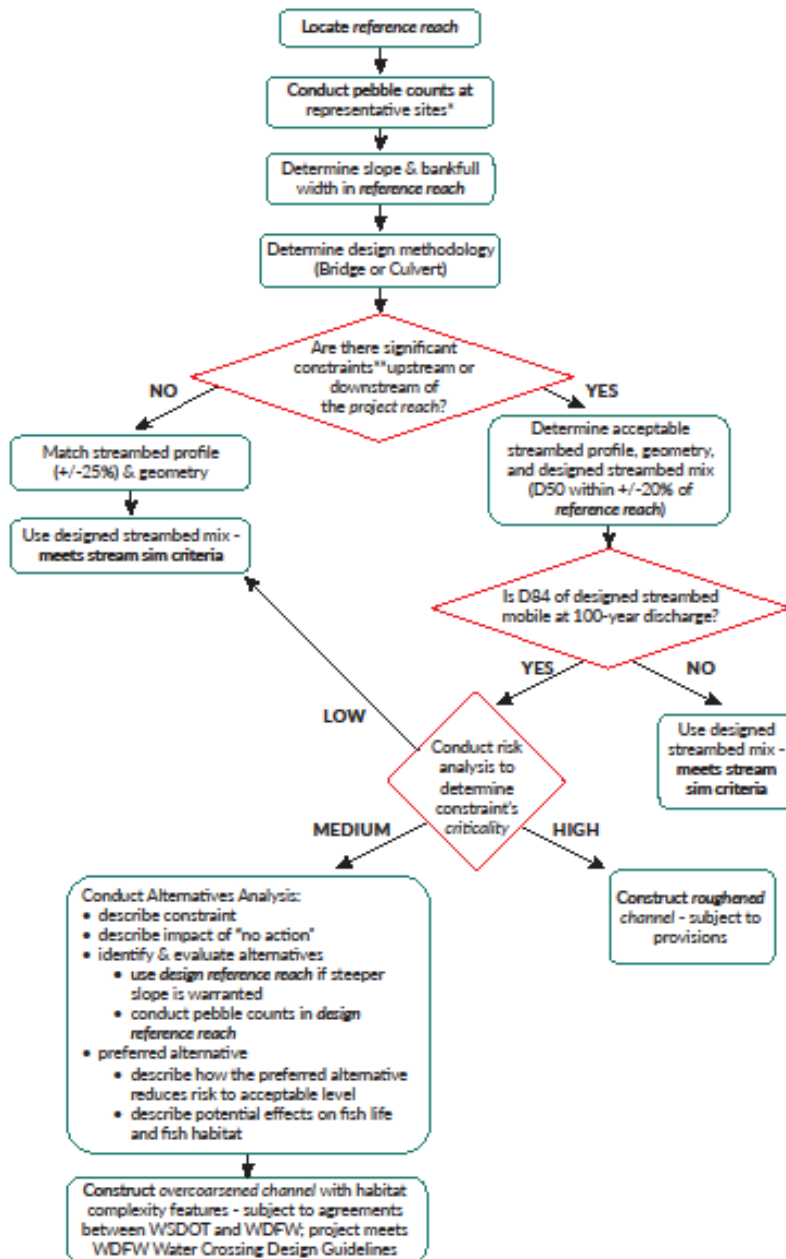 Locate reference reach
Conduct pebble counts at
representative sites*
Determine slope & bankfull
width in reference reach
Determine design methodology
(Bridge or Culvert)
Are there significant
constraints**upstream or
downstream of
the project reach?
NO
YES
Match streambed profile
(+/-25%) & geometry
Use designed streambed mix -
meets stream sim criteria
Determine acceptable
streambed profile, geometry,
and designed streambed mix
(D50 within +/-20% of
reference reach)
Is D84 of designed streambed
mobile at 100-year discharge?
YES
NO
Use designed
streambed mix -
meets stream
sim criteria
LOW
Conduct risk
analysis to
determine
constraint's
criticality
MEDIUM
HIGH
Construct roughened
channel - subject to
provisions
Conduct Alternatives Analysis:
• describe constraint
• describe impact of "no action"
• identify & evaluate alternatives
• use design reference reach if steeper
slope is warranted
• conduct pebble counts in design
reference reach
• preferred alternative
• describe how the preferred alternative
reduces risk to acceptable level
• describe potential effects on fish life
and fish habitat
Construct overcoarsened channel with habitat
complexity features - subject to agreements
between WSDOT and WDFW; project meets
WDFW Water Crossing Design Guidelines